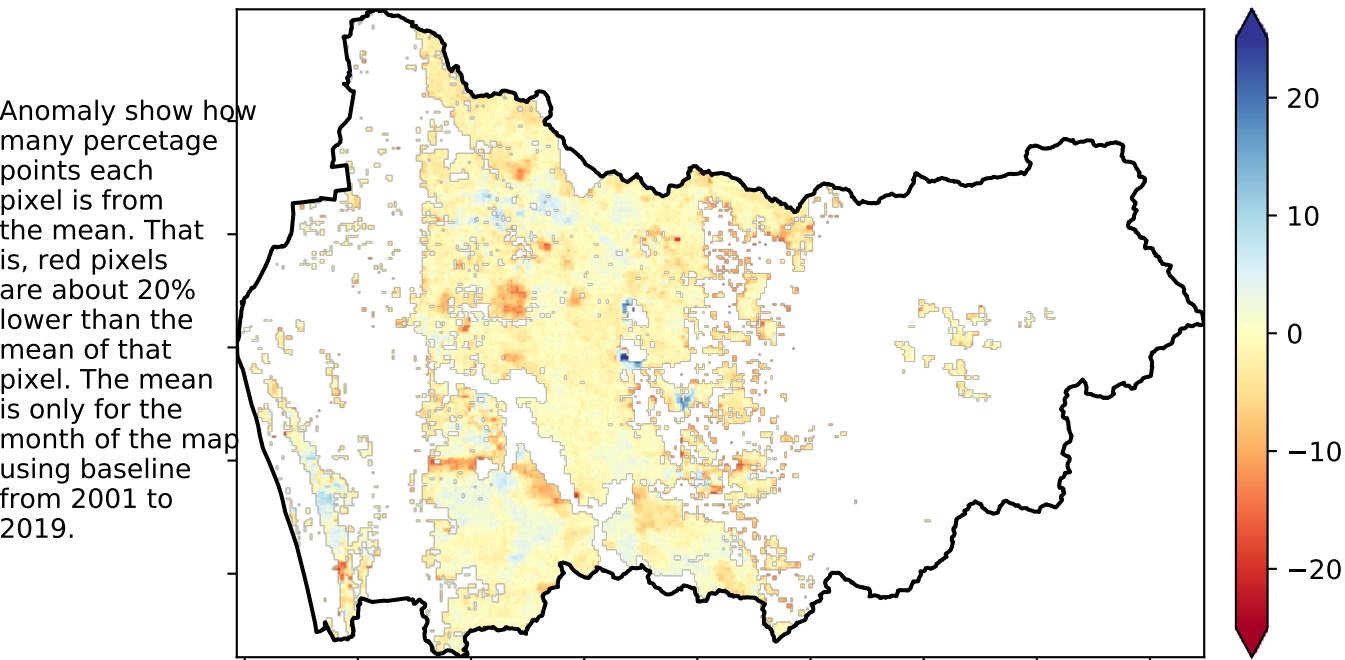 Anomaly show how
many percetage
points each
pixel is from
the mean. That
is, red pixels
are about 20%
lower than the
mean of that
pixel. The mean
is only for the
month of the map
using baseline
from 2001 to
2019.
20
10
0
−10
−20